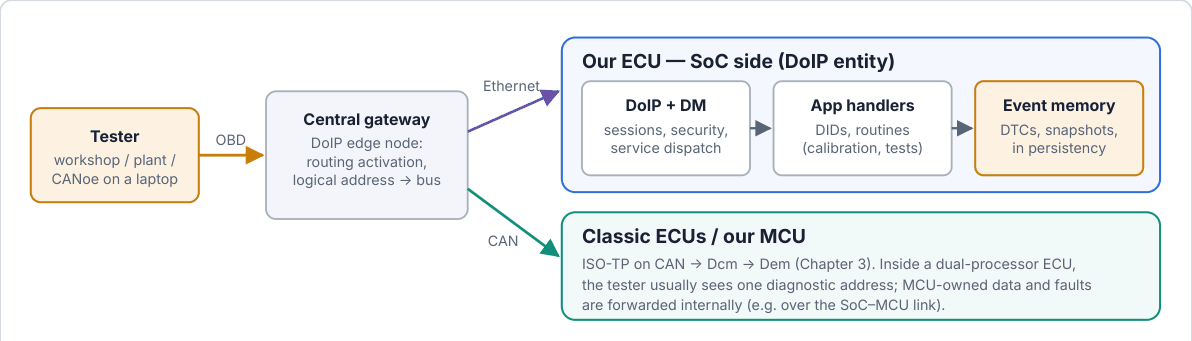 Tester
workshop / plant /
CANoe on a laptop
OBD
Central gateway
DoIP edge node:
routing activation,
logical address → bus
Ethernet
CAN
Our ECU — SoC side (DoIP entity)
DoIP + DM
sessions, security,
service dispatch
App handlers
DIDs, routines
(calibration, tests)
Event memory
DTCs, snapshots,
in persistency
Classic ECUs / our MCU
ISO-TP on CAN → Dcm → Dem (Chapter 3). Inside a dual-processor ECU,
the tester usually sees one diagnostic address; MCU-owned data and faults
are forwarded internally (e.g. over the SoC–MCU link).